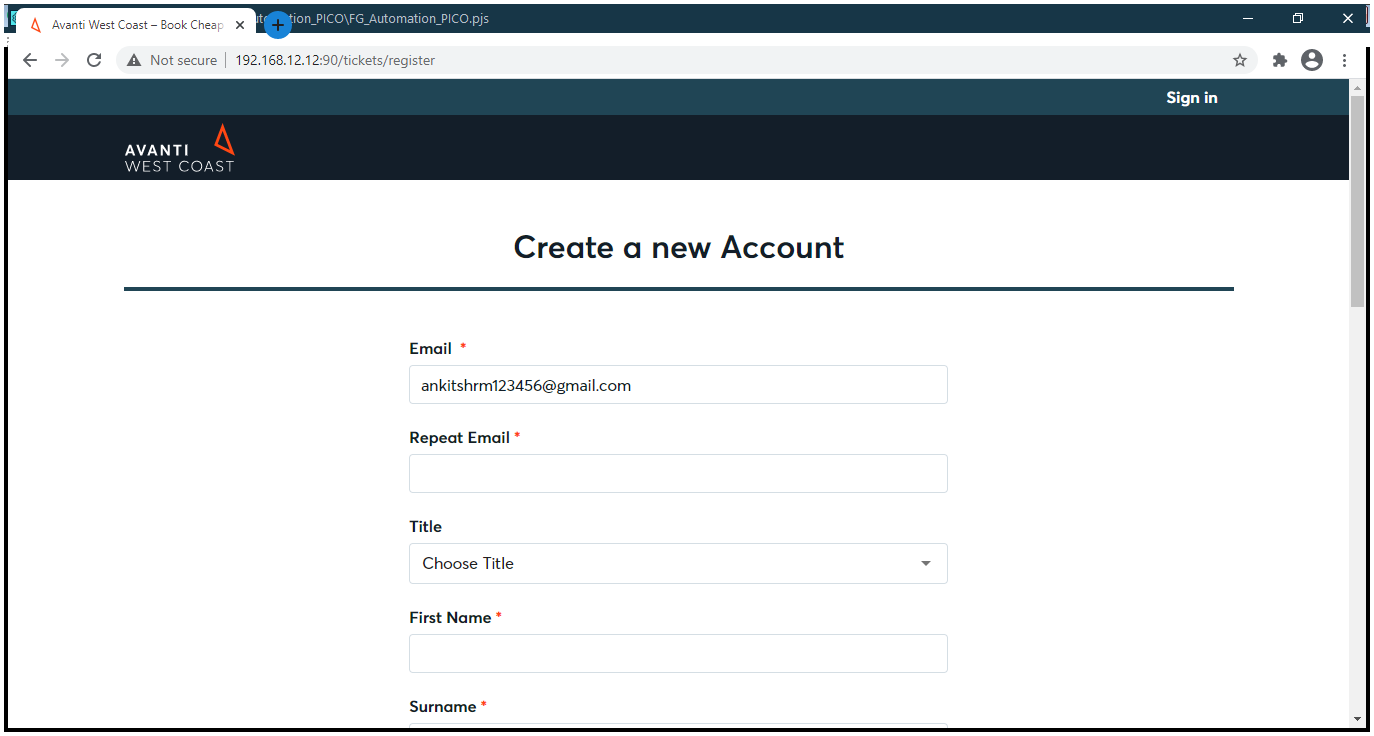 Avanti West Coast – Book Cheap
tion_PICO\FG_Automation_PICO.pjs
Not secure
192.168.12.12:90/tickets/register
Sign in
AVANTI
WEST COAST
Create a new Account
Email *
ankitshrm123456@gmail.com
Repeat Email *
Title
Choose Title
First Name *
Surname *